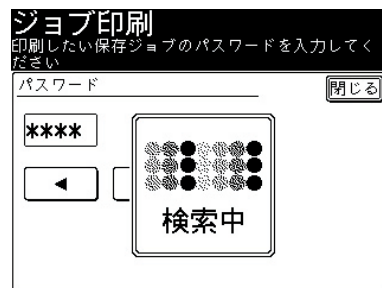 ジョブ印刷
印刷したい保存ジョブのパスワードを入力してく
ださい
パスワード
閉じる
****
◀
検索中